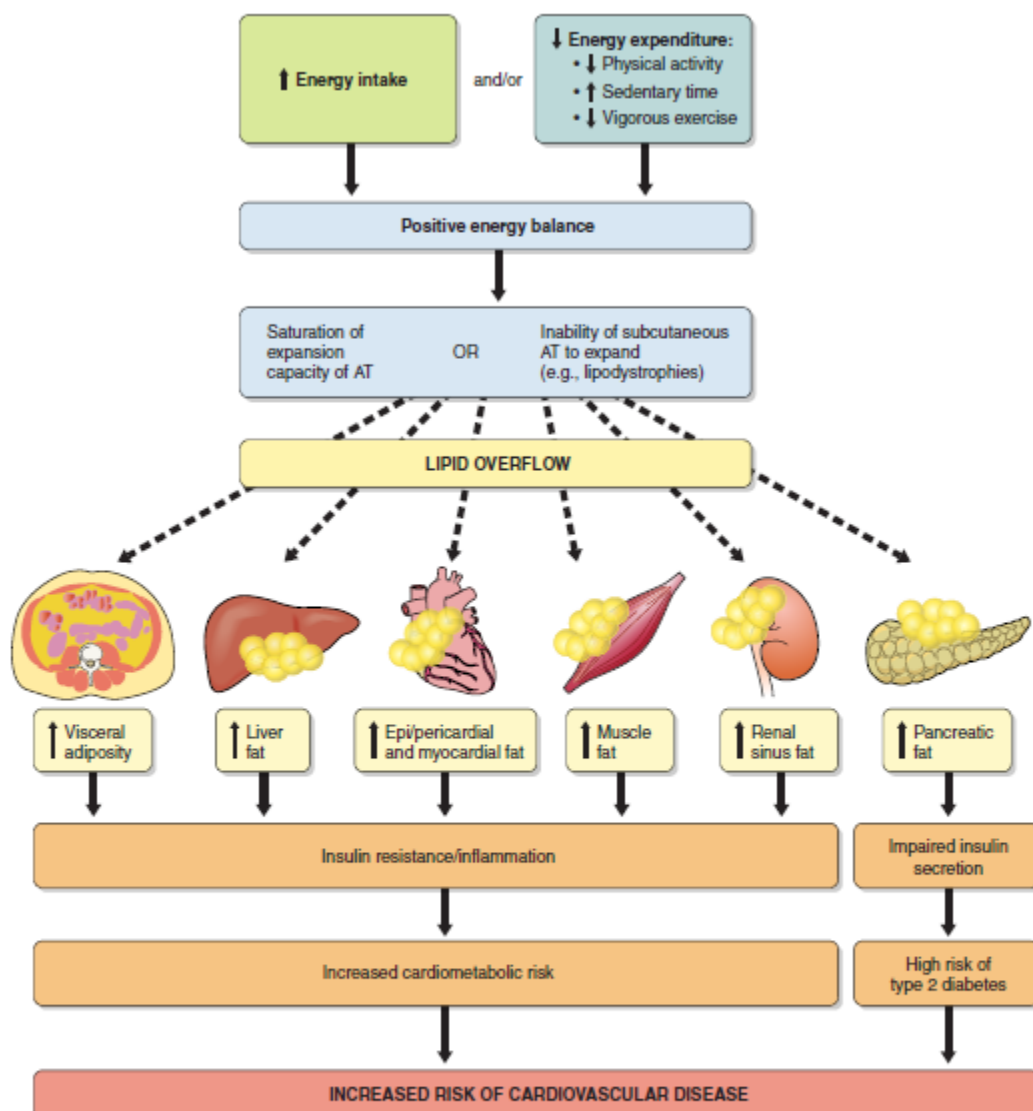 ↑ Energy intake
and/or
↓ Energy expenditure:
• ↓ Physical activity
• ↑ Sedentary time
• ↓ Vigorous exercise
Positive energy balance
Saturation of
expansion
capacity of AT
OR
Inability of subcutaneous
AT to expand
(e.g., lipodystrophies)
LIPID OVERFLOW
↑ Visceral
adiposity
↑ Liver
fat
↑ Epi/pericardial
and myocardial fat
↑ Muscle
fat
↑ Renal
sinus fat
↑ Pancreatic
fat
Insulin resistance/inflammation
Impaired insulin
secretion
Increased cardiometabolic risk
High risk of
type 2 diabetes
INCREASED RISK OF CARDIOVASCULAR DISEASE